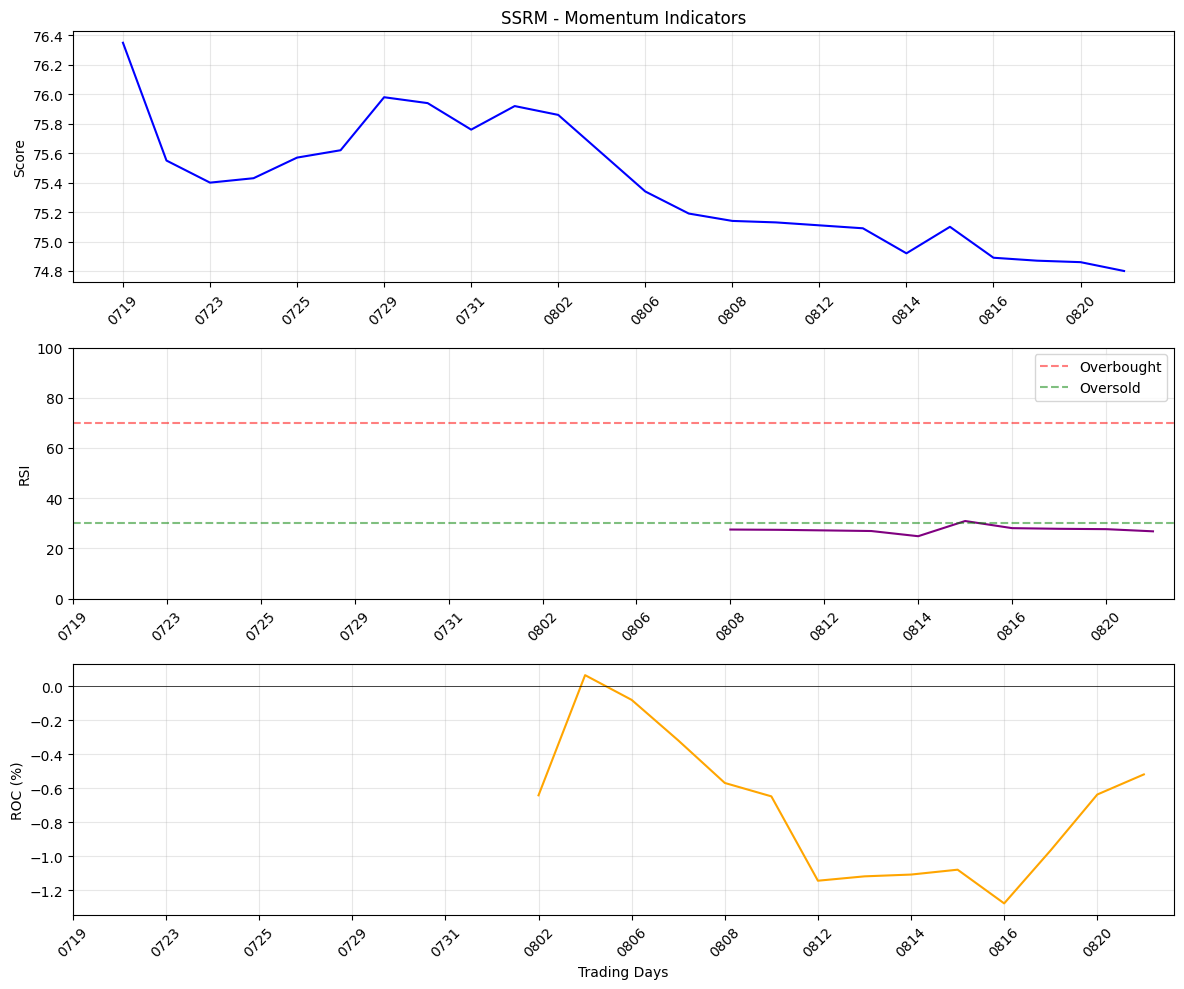 SSRM - Momentum Indicators
Score
76.4
76.2
76.0
75.8
75.6
75.4
75.2
75.0
74.8
0719 0723 0725 0729 0731 0802 0806 0808 0812 0814 0816 0820
RSI
100
80
60
40
20
0
Overbought
Oversold
0719 0723 0725 0729 0731 0802 0806 0808 0812 0814 0816 0820
ROC (%)
0.0
−0.2
−0.4
−0.6
−0.8
−1.0
−1.2
0719 0723 0725 0729 0731 0802 0806 0808 0812 0814 0816 0820
Trading Days